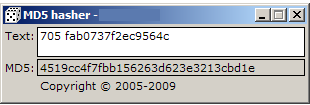 MD5 hasher -
Text: 705 fab0737f2ec9564c
MD5: 4519cc4f7fbb156263d623e3213cbd1e
Copyright © 2005-2009